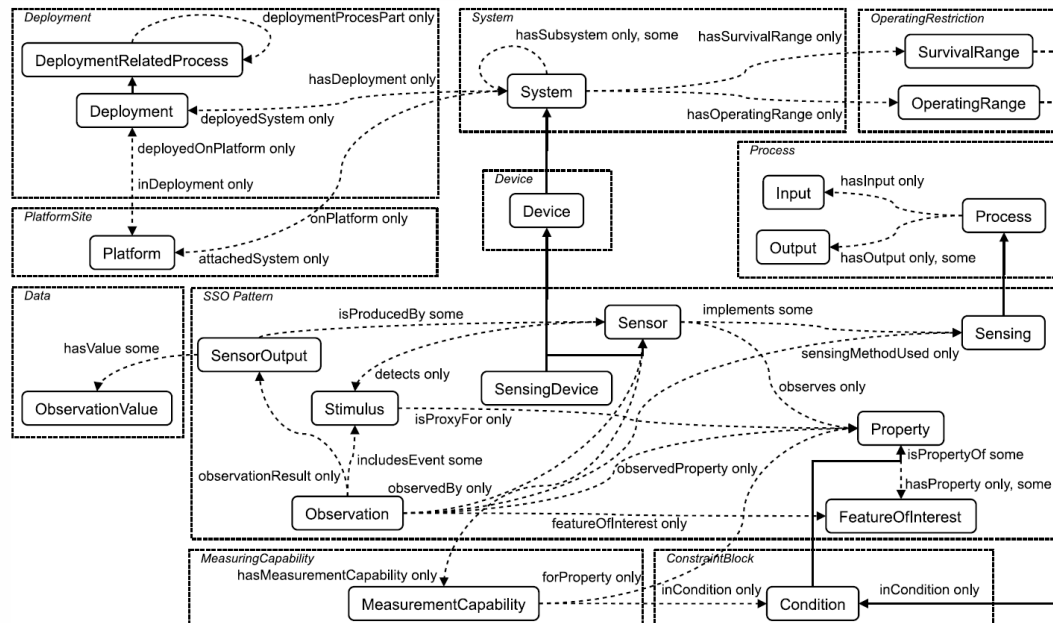 Deployment
deploymentProcesPart only
DeploymentRelatedProcess
Deployment
hasDeployment only
deployedSystem only
deployedOnPlatform only
inDeployment only
System
hasSubsystem only, some
System
hasSurvivalRange only
hasOperatingRange only
OperatingRestriction
SurvivalRange
OperatingRange
Device
Device
Process
Input
hasInput only
Process
Output
hasOutput only, some
PlatformSite
Platform
onPlatform only
attachedSystem only
Data
hasValue some
ObservationValue
SSO Pattern
isProducedBy some
SensorOutput
Sensor
implements some
Sensing
sensingMethodUsed only
detects only
SensingDevice
observes only
Stimulus
isProxyFor only
Property
isPropertyOf some
includesEvent some
observationResult only
observedBy only
observedProperty only
hasProperty only, some
Observation
featureOfInterest only
FeatureOfInterest
MeasuringCapability
hasMeasurementCapability only
forProperty only
MeasurementCapability
ConstraintBlock
inCondition only
Condition
inCondition only